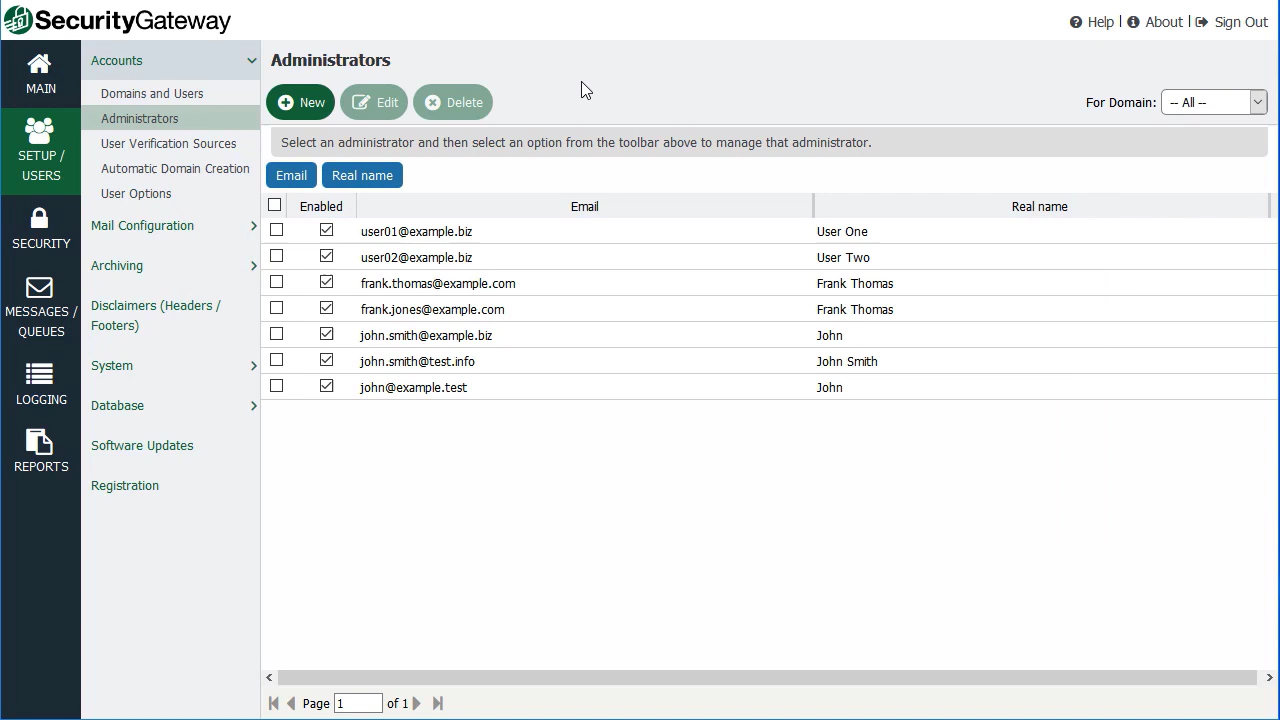 SecurityGateway
Help | About | Sign Out
MAIN
SETUP /
USERS
SECURITY
MESSAGES /
QUEUES
LOGGING
REPORTS
Accounts
Domains and Users
Administrators
User Verification Sources
Automatic Domain Creation
User Options
Mail Configuration
Archiving
Disclaimers (Headers /
Footers)
System
Database
Software Updates
Registration
Administrators
New Edit Delete
For Domain: -- All --
Select an administrator and then select an option from the toolbar above to manage that administrator.
Email Real name
Enabled Email Real name
user01@example.biz User One
user02@example.biz User Two
frank.thomas@example.com Frank Thomas
frank.jones@example.com Frank Thomas
john.smith@example.biz John
john.smith@test.info John Smith
john@example.test John
Page 1 of 1